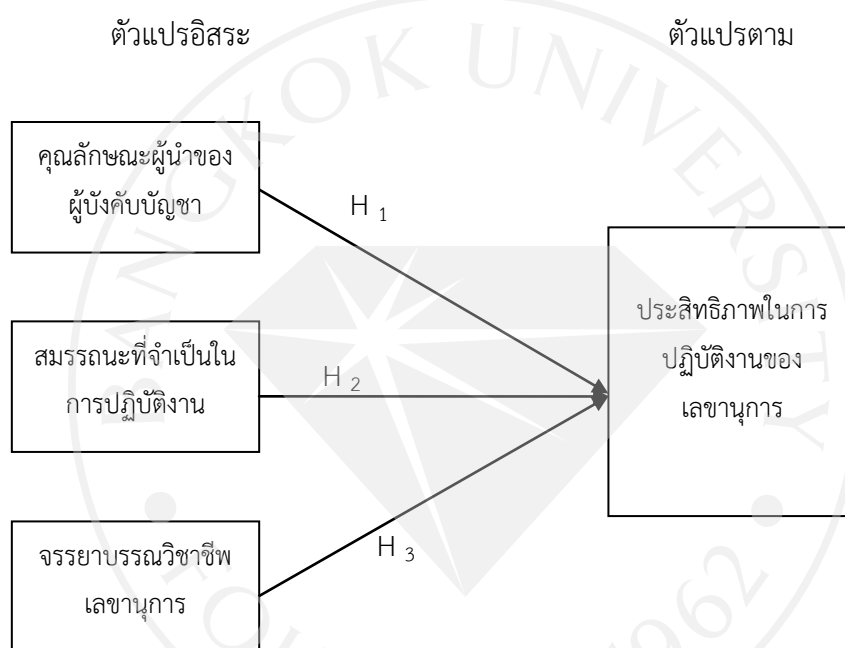 ตัวแปรอิสระ
ตัวแปรตาม
คุณลักษณะผู้นำของ
ผู้บังคับบัญชา
H 1
สมรรถนะที่จำเป็นใน
การปฏิบัติงาน
H 2
ประสิทธิภาพในการ
ปฏิบัติงานของ
เลขานุการ
จรรยาบรรณวิชาชีพ
เลขานุการ
H 3
BANGKOK UNIVERSITY
1962